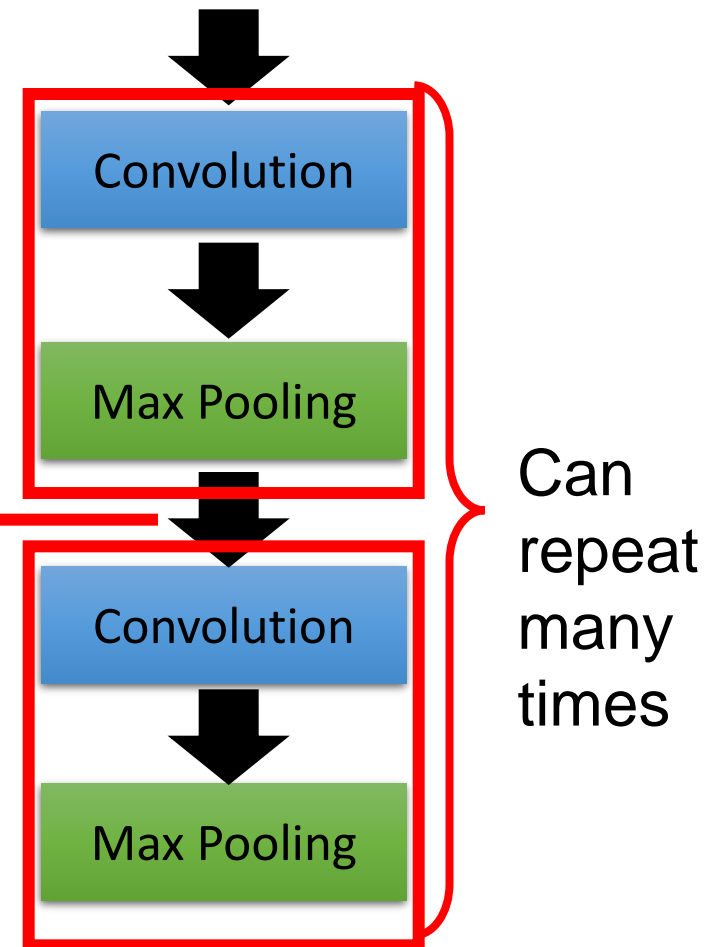 Convolution
Max Pooling
Can
repeat
many
times
Convolution
Max Pooling